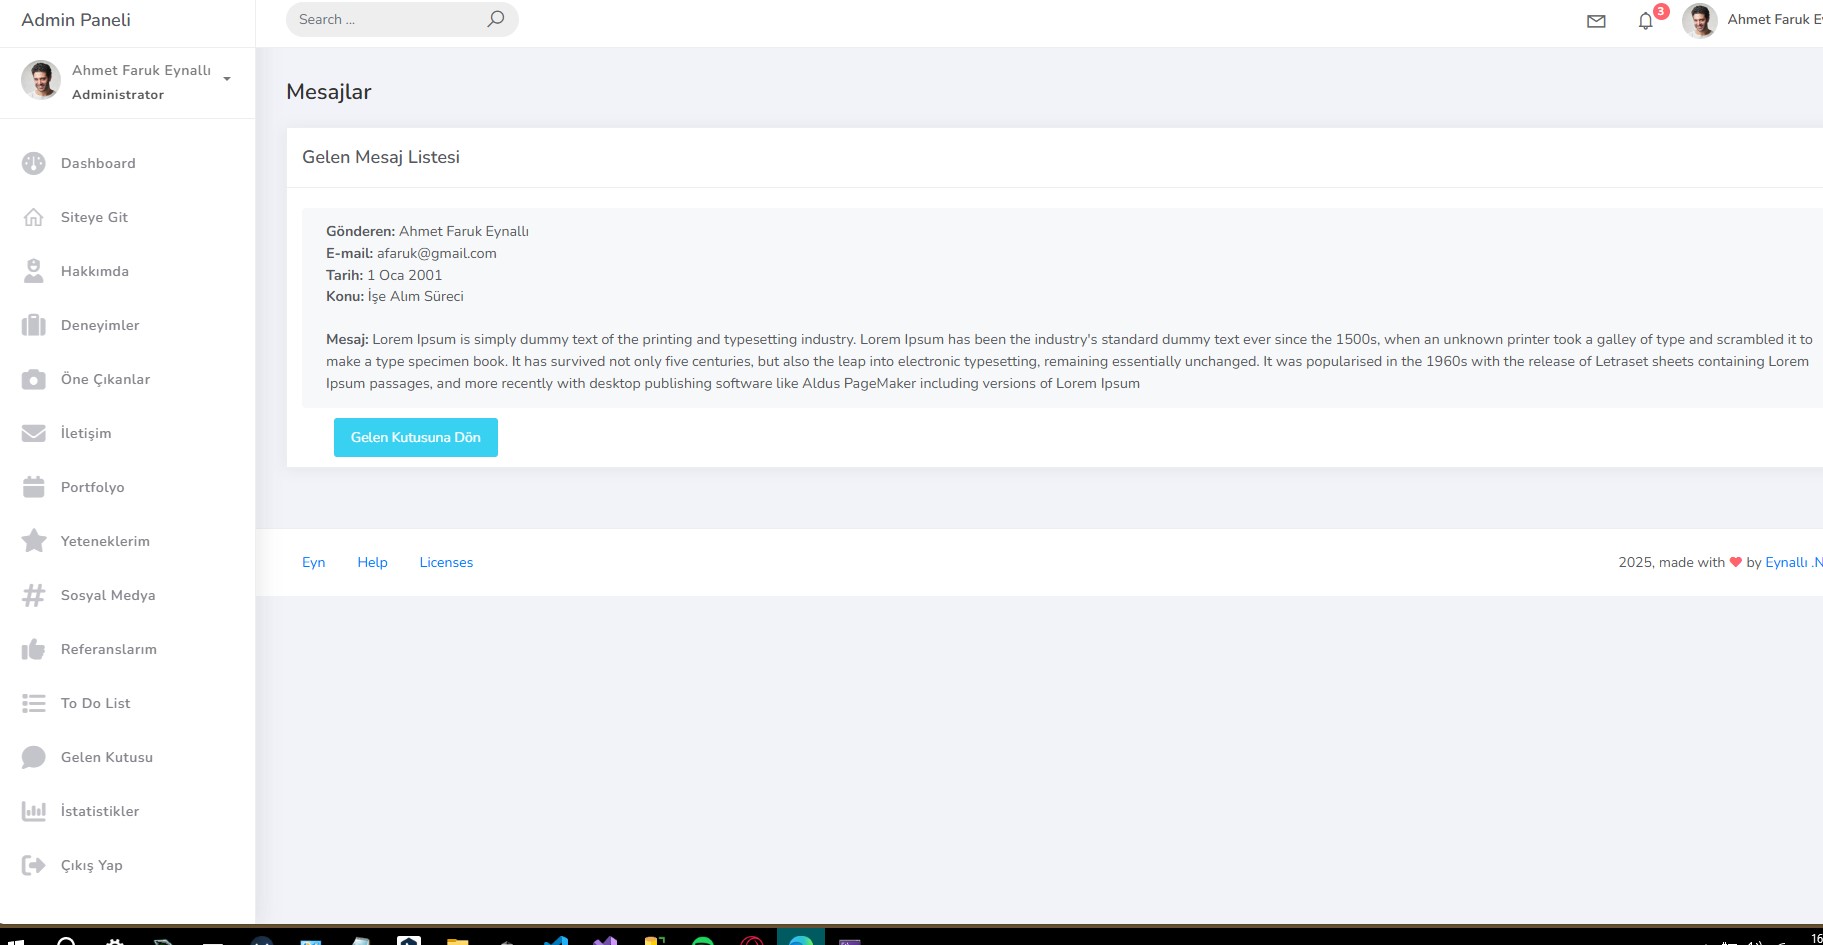 Admin Paneli
Search ...
3
Ahmet Faruk
Ahmet Faruk Eynallı
Administrator
Dashboard
Siteye Git
Hakkımda
Deneyimler
Öne Çıkanlar
İletişim
Portfolyo
Yeteneklerim
Sosyal Medya
Referanslarım
To Do List
Gelen Kutusu
İstatistikler
Çıkış Yap
Mesajlar
Gelen Mesaj Listesi
Gönderen: Ahmet Faruk Eynallı
E-mail: afaruk@gmail.com
Tarih: 1 Oca 2001
Konu: İşe Alım Süreci
Mesaj: Lorem Ipsum is simply dummy text of the printing and typesetting industry. Lorem Ipsum has been the industry's standard dummy text ever since the 1500s, when an unknown printer took a galley of type and scrambled it to
make a type specimen book. It has survived not only five centuries, but also the leap into electronic typesetting, remaining essentially unchanged. It was popularised in the 1960s with the release of Letraset sheets containing Lorem
Ipsum passages, and more recently with desktop publishing software like Aldus PageMaker including versions of Lorem Ipsum
Gelen Kutusuna Dön
Eyn Help Licenses
2025, made with ❤ by Eynallı .N
16